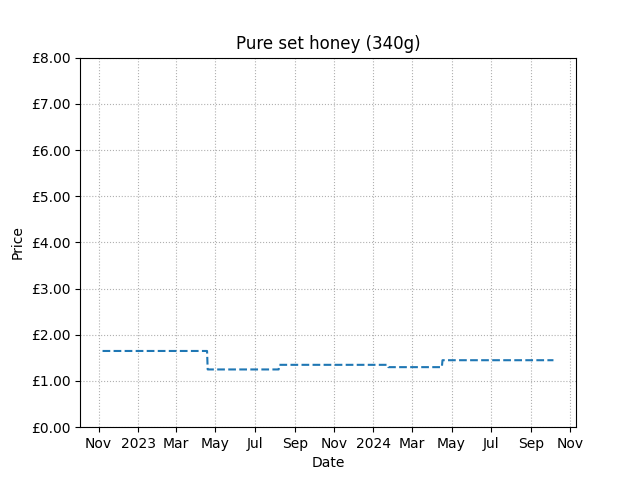 Pure set honey (340g)
£8.00
£7.00
£6.00
£5.00
£4.00
£3.00
£2.00
£1.00
£0.00
Price
Nov 2023 Mar May Jul Sep Nov 2024 Mar May Jul Sep Nov
Date